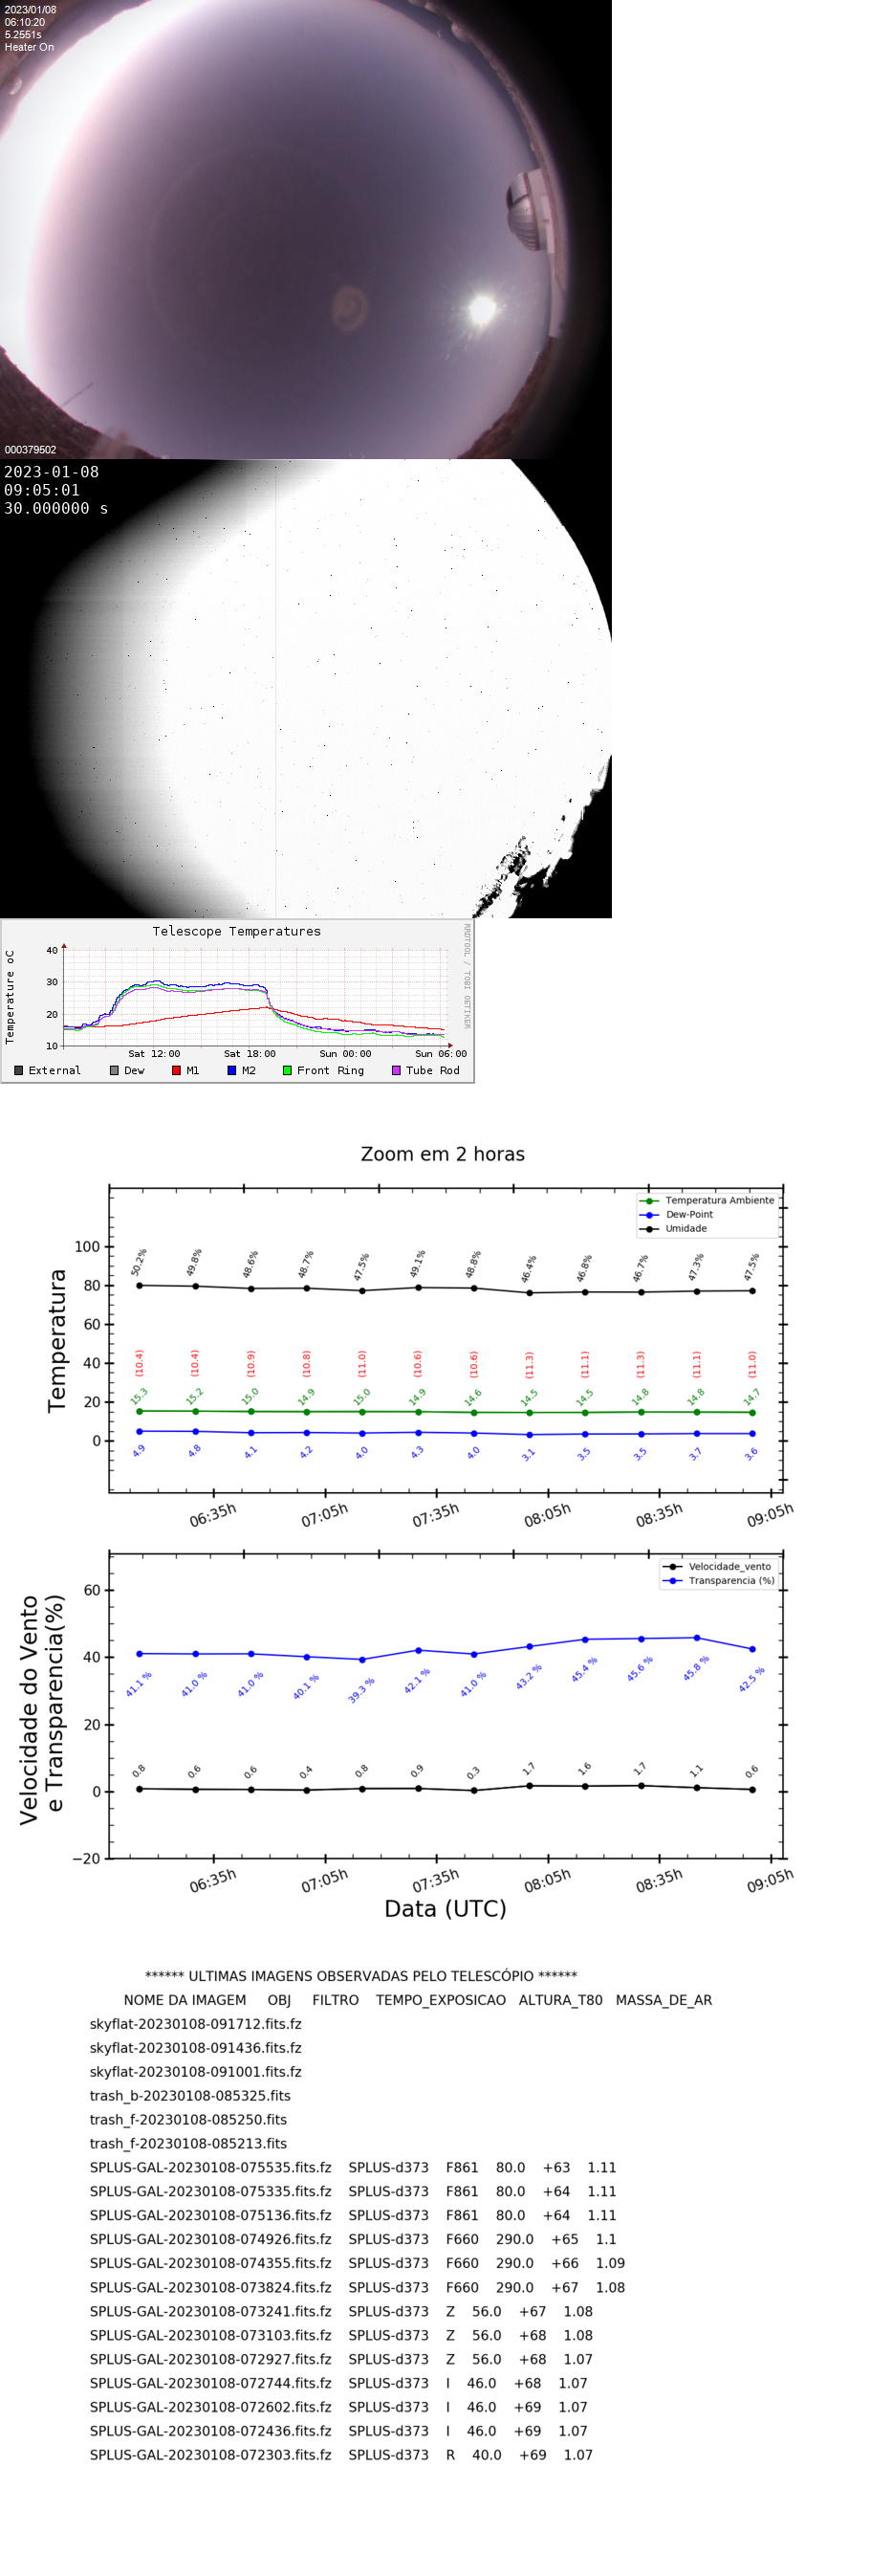 2023/01/08
06:10:20
5.2551s
Heater On
000379502
2023-01-08
09:05:01
30.000000 s
Telescope Temperatures
RRDTOOL / TOBI OETIKER
Temperature oC
40
30
20
10
Sat 12:00 Sat 18:00 Sun 00:00 Sun 06:00
External Dew M1 M2 Front Ring Tube Rod
Zoom em 2 horas
Temperatura Ambiente
Dew-Point
Umidade
Temperatura
100
80
60
40
20
0
50.2% 49.8% 48.6% 48.7% 47.5% 49.1% 48.8% 46.4% 46.8% 46.7% 47.3% 47.5%
(10.4) (10.4) (10.9) (10.8) (11.0) (10.6) (10.6) (11.3) (11.1) (11.3) (11.1) (11.0)
15.3 15.2 15.0 14.9 15.0 14.9 14.6 14.5 14.5 14.8 14.8 14.7
4.9 4.8 4.1 4.2 4.0 4.3 4.0 3.1 3.5 3.5 3.7 3.6
06:35h 07:05h 07:35h 08:05h 08:35h 09:05h
Velocidade_vento
Transparencia (%)
Velocidade do Vento
e Transparencia(%)
60
40
20
0
−20
41.1 % 41.0 % 41.0 % 40.1 % 39.3 % 42.1 % 41.0 % 43.2 % 45.4 % 45.6 % 45.8 % 42.5 %
0.8 0.6 0.6 0.4 0.8 0.9 0.3 1.7 1.6 1.7 1.1 0.6
06:35h 07:05h 07:35h 08:05h 08:35h 09:05h
Data (UTC)
****** ULTIMAS IMAGENS OBSERVADAS PELO TELESCÓPIO ******
NOME DA IMAGEM OBJ FILTRO TEMPO_EXPOSICAO ALTURA_T80 MASSA_DE_AR
skyflat-20230108-091712.fits.fz
skyflat-20230108-091436.fits.fz
skyflat-20230108-091001.fits.fz
trash_b-20230108-085325.fits
trash_f-20230108-085250.fits
trash_f-20230108-085213.fits
SPLUS-GAL-20230108-075535.fits.fz SPLUS-d373 F861 80.0 +63 1.11
SPLUS-GAL-20230108-075335.fits.fz SPLUS-d373 F861 80.0 +64 1.11
SPLUS-GAL-20230108-075136.fits.fz SPLUS-d373 F861 80.0 +64 1.11
SPLUS-GAL-20230108-074926.fits.fz SPLUS-d373 F660 290.0 +65 1.1
SPLUS-GAL-20230108-074355.fits.fz SPLUS-d373 F660 290.0 +66 1.09
SPLUS-GAL-20230108-073824.fits.fz SPLUS-d373 F660 290.0 +67 1.08
SPLUS-GAL-20230108-073241.fits.fz SPLUS-d373 Z 56.0 +67 1.08
SPLUS-GAL-20230108-073103.fits.fz SPLUS-d373 Z 56.0 +68 1.08
SPLUS-GAL-20230108-072927.fits.fz SPLUS-d373 Z 56.0 +68 1.07
SPLUS-GAL-20230108-072744.fits.fz SPLUS-d373 I 46.0 +68 1.07
SPLUS-GAL-20230108-072602.fits.fz SPLUS-d373 I 46.0 +69 1.07
SPLUS-GAL-20230108-072436.fits.fz SPLUS-d373 I 46.0 +69 1.07
SPLUS-GAL-20230108-072303.fits.fz SPLUS-d373 R 40.0 +69 1.07